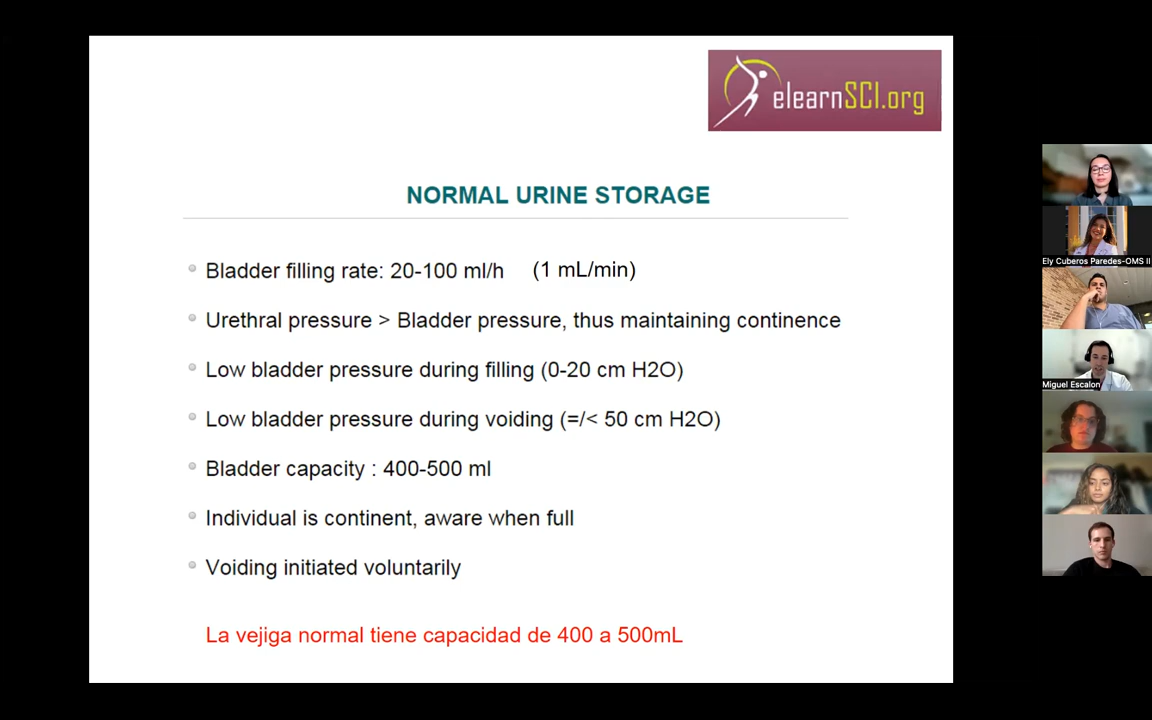 elearnSCI.org
NORMAL URINE STORAGE
Bladder filling rate: 20-100 ml/h (1 mL/min)
Urethral pressure > Bladder pressure, thus maintaining continence
Low bladder pressure during filling (0-20 cm H2O)
Low bladder pressure during voiding (=/< 50 cm H2O)
Bladder capacity : 400-500 ml
Individual is continent, aware when full
Voiding initiated voluntarily
La vejiga normal tiene capacidad de 400 a 500mL
Ely Cuberos Paredes-OMS II
Miguel Escalon